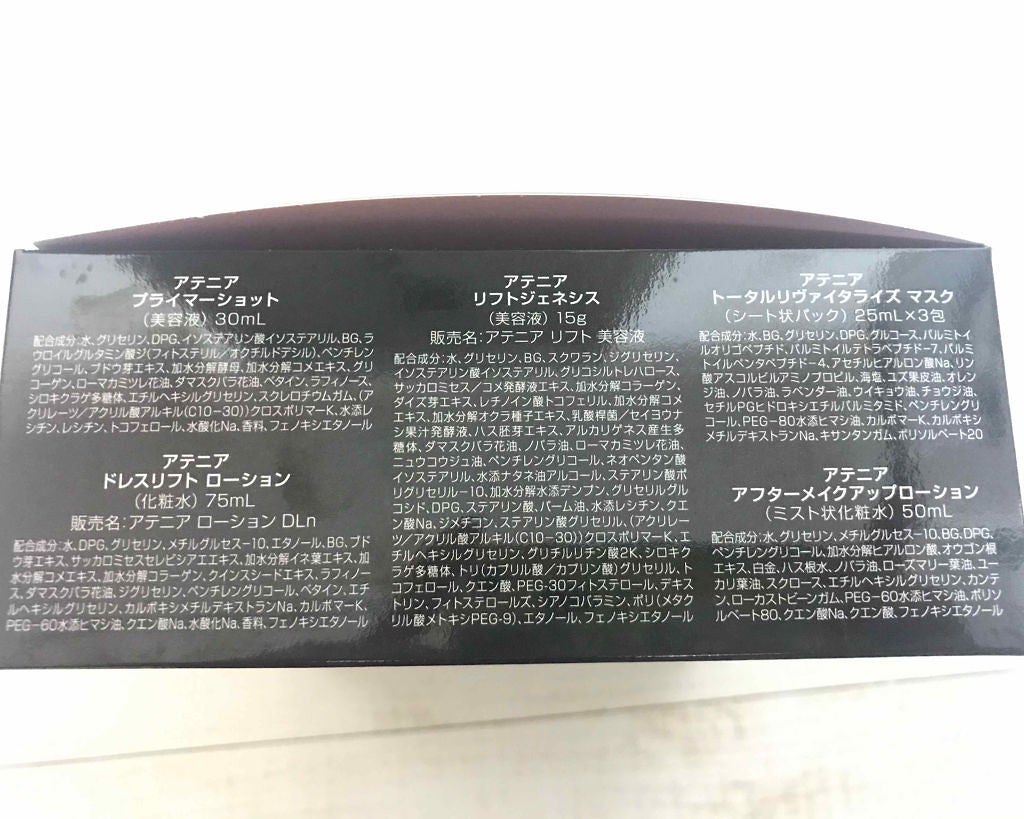 アテニア
プライマーショット
(美容液) 30mL
配合成分:水、グリセリン、DPG、イソステアリン酸イソステアリル、BG、ラ
ウロイルグルタミン酸ジ(フィトステリル/オクチルドデシル)、ペンチレン
グリコール、ブドウ芽エキス、加水分解酵母、加水分解コメエキス、グリ
コーゲン、ローマカミツレ花油、ダマスクバラ花油、ベタイン、ラフィノース、
シロキクラゲ多糖体、エチルヘキシルグリセリン、スクレロチウムガム、(ア
クリレーツ/アクリル酸アルキル(C10-30))クロスポリマーK、水添レ
シチン、レシチン、トコフェロール、水酸化Na、香料、フェノキシエタノール
アテニア
ドレスリフト ローション
(化粧水) 75mL
販売名:アテニア ローション DLn
配合成分:水、DPG、グリセリン、メチルグルセス-10、エタノール、BG、ブド
ウ芽エキス、サッカロミセスセレビシアエエキス、加水分解イネ葉エキス、加
水分解コメエキス、加水分解コラーゲン、クインスシードエキス、ラフィノー
ス、ダマスクバラ花油、ジグリセリン、ペンチレングリコール、ベタイン、エチ
ルヘキシルグリセリン、カルボキシメチルデキストランNa、カルボマーK、
PEG-60水添ヒマシ油、クエン酸Na、水酸化Na、香料、フェノキシエタノール
アテニア
リフトジェネシス
(美容液) 15g
販売名:アテニア リフト 美容液
配合成分:水、グリセリン、BG、スクワラン、ジグリセリン、
イソステアリン酸イソステアリル、グリコシルトレハロース、
サッカロミセス/コメ発酵液エキス、加水分解コラーゲン、
ダイズ芽エキス、レチノイン酸トコフェリル、加水分解コメ
エキス、加水分解オクラ種子エキス、乳酸桿菌/セイヨウナ
シ果汁発酵液、ハス胚芽エキス、アルカリゲネス産生多
糖体、ダマスクバラ花油、ノバラ油、ローマカミツレ花油、
ニュウコウジュ油、ペンチレングリコール、ネオペンタン酸
イソステアリル、水添ナタネ油アルコール、ステアリン酸ポ
リグリセリル-10、加水分解水添デンプン、グリセリルグル
コシド、DPG、ステアリン酸、パーム油、水添レシチン、クエ
ン酸Na、ジメチコン、ステアリン酸グリセリル、(アクリレー
ツ/アクリル酸アルキル(C10-30))クロスポリマーK、エ
チルヘキシルグリセリン、グリチルリチン酸2K、シロキク
ラゲ多糖体、トリ(カプリル酸/カプリン酸)グリセリル、ト
コフェロール、クエン酸、PEG-30フィトステロール、デキス
トリン、フィトステロールズ、シアノコバラミン、ポリ(メタク
リル酸メトキシPEG-9)、エタノール、フェノキシエタノール
アテニア
トータルリヴァイタライズ マスク
(シート状パック) 25mL×3包
配合成分:水、BG、グリセリン、DPG、グルコース、パルミトイ
ルオリゴペプチド、パルミトイルテトラペプチド-7、パルミ
トイルペンタペプチド-4、アセチルヒアルロン酸Na、リン
酸アスコルビルアミノプロピル、海塩、ユズ果皮油、オレン
ジ油、ノバラ油、ラベンダー油、ウイキョウ油、チョウジ油、
セチルPGヒドロキシエチルパルミタミド、ペンチレングリ
コール、PEG-80水添ヒマシ油、カルボマーK、カルボキシ
メチルデキストランNa、キサンタンガム、ポリソルベート20
アテニア
アフターメイクアップローション
(ミスト状化粧水) 50mL
配合成分:水、グリセリン、メチルグルセス-10、BG、DPG、
ペンチレングリコール、加水分解ヒアルロン酸、オウゴン根
エキス、白金、ハス根水、ノバラ油、ローズマリー葉油、ユー
カリ葉油、スクロース、エチルヘキシルグリセリン、カンテ
ン、ローカストビーンガム、PEG-60水添ヒマシ油、ポリソ
ルベート80、クエン酸Na、クエン酸、フェノキシエタノール